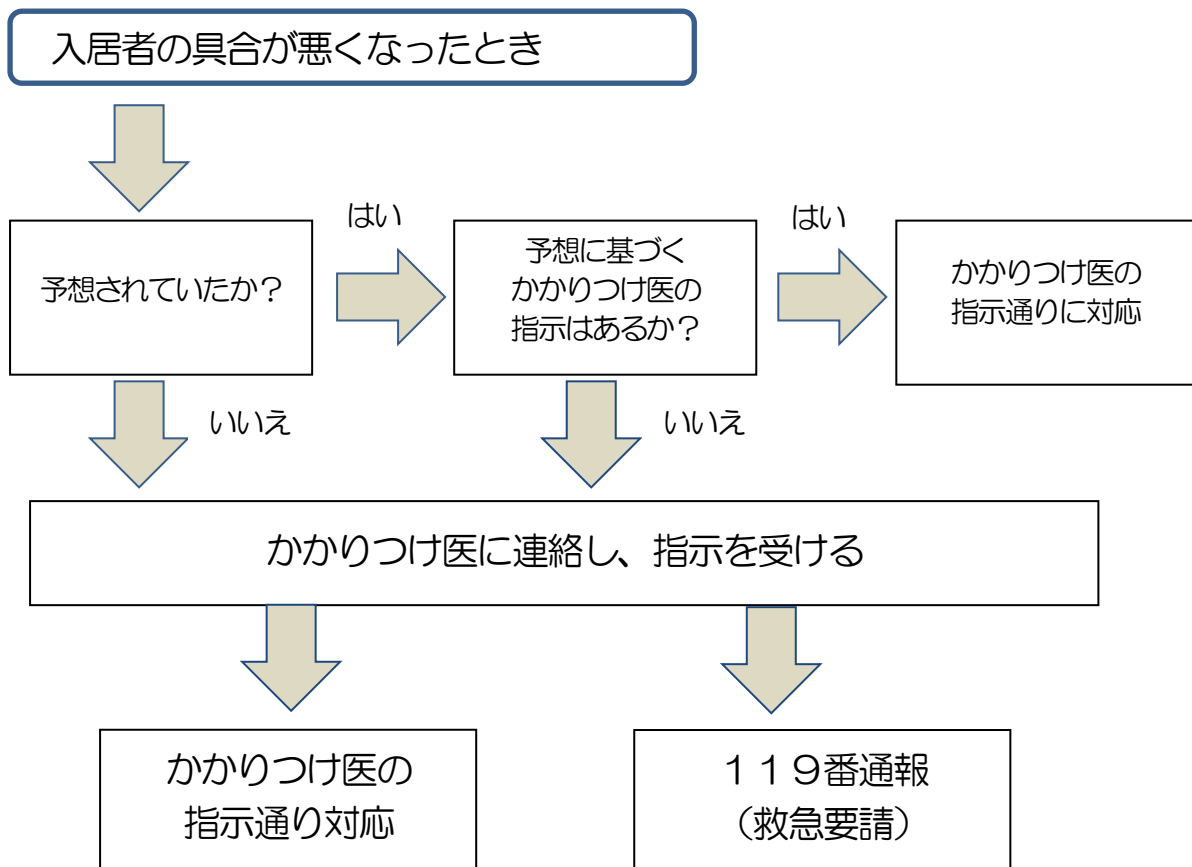 入居者の具合が悪くなったとき
はい
はい
予想されていたか？
予想に基づく
かかりつけ医の
指示はあるか？
かかりつけ医の
指示通りに対応
いいえ
いいえ
かかりつけ医に連絡し、指示を受ける
かかりつけ医の
指示通り対応
１１９番通報
（救急要請）